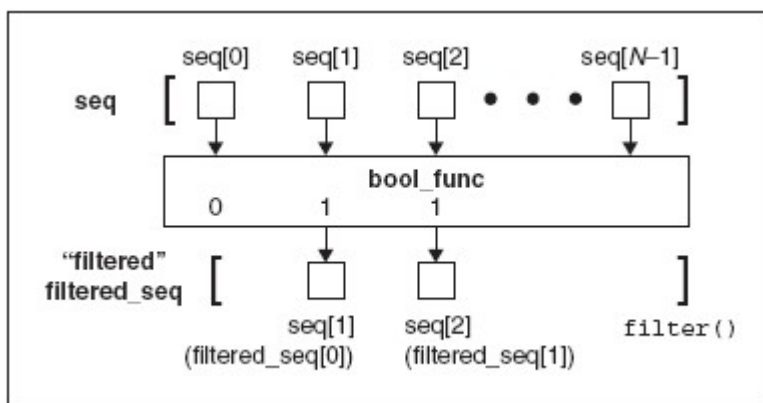 seq[0] seq[1] seq[2] seq[N–1]
seq
bool_func
0 1 1
“filtered”
filtered_seq
seq[1] seq[2] filter()
(filtered_seq[0]) (filtered_seq[1])